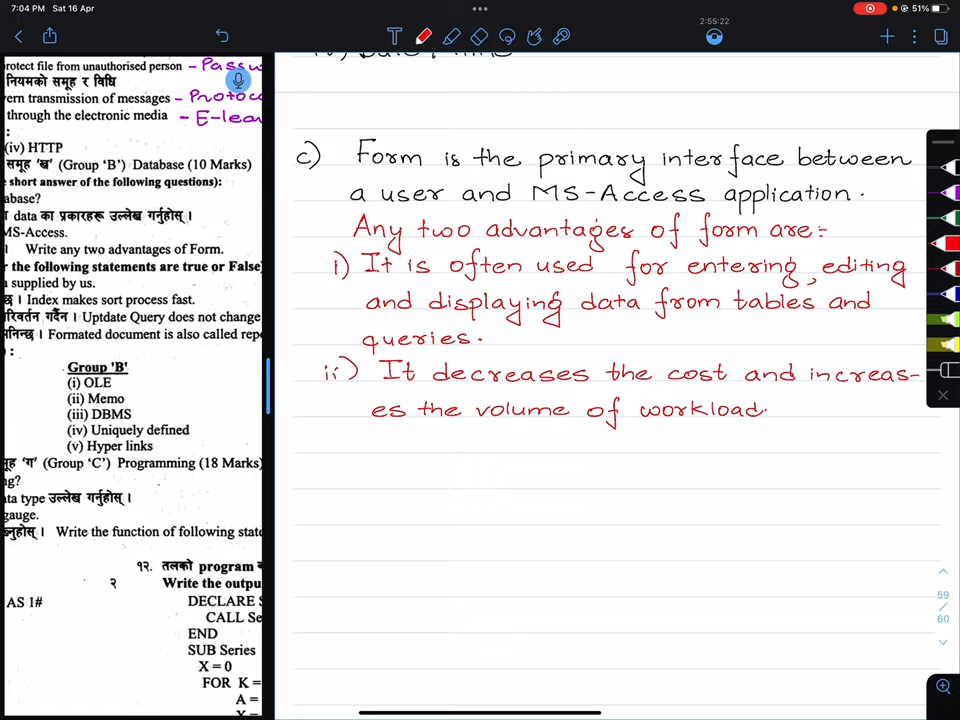 7:04 PM Sat 16 Apr
2:55:22
51%
rotect file from unauthorised person - Passw
नियमको समूह र विधि
vern transmission of messages - Protoco
through the electronic media - E-lear
:
(iv) HTTP
समूह 'ख' (Group 'B') Database (10 Marks)
e short answer of the following questions):
abase?
ा data का प्रकारहरू उल्लेख गर्नुहोस् ।
MS-Access.
। Write any two advantages of Form.
r the following statements are true or False)
a supplied by us.
छ । Index makes sort process fast.
परिवर्तन गर्दैन । Uptdate Query does not change
मनिन्छ । Formated document is also called repo
:
Group 'B'
(i) OLE
(ii) Memo
(iii) DBMS
(iv) Uniquely defined
(v) Hyper links
मूह 'ग' (Group 'C') Programming (18 Marks)
ng?
ata type उल्लेख गर्नुहोस् ।
gauge.
ख्नुहोस् । Write the function of following state
१२. तलको program
२ Write the outpu
AS 1# DECLARE S
CALL Se
END
SUB Series
X = 0
FOR K =
A =
c) Form is the primary interface between
a user and MS-Access application.
Any two advantages of form are:-
i) It is often used for entering, editing
and displaying data from tables and
queries.
ii) It decreases the cost and increas-
es the volume of workload.
59
/
60